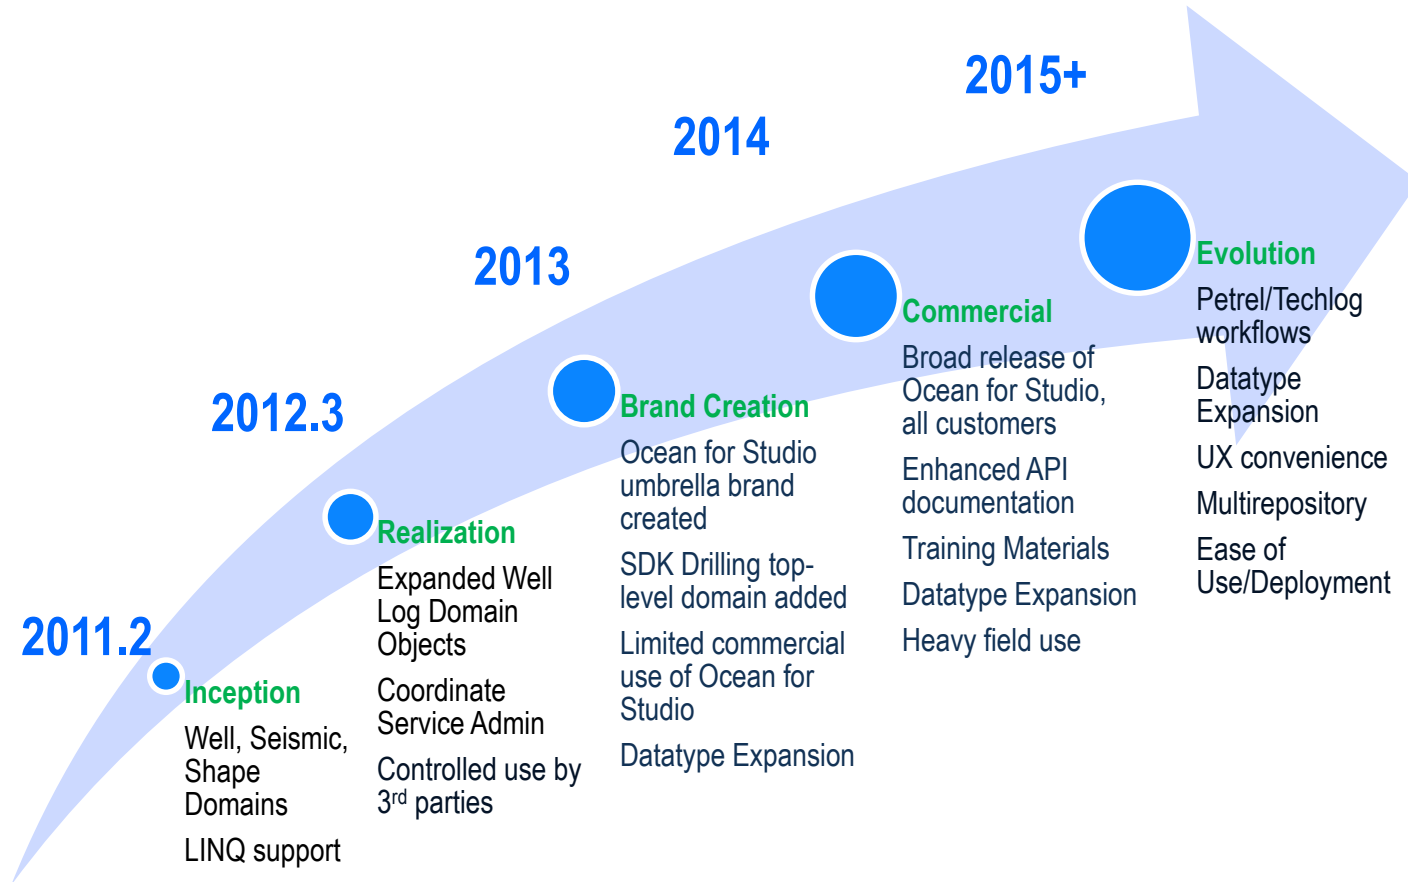 2011.2
Inception
Well, Seismic,
Shape
Domains
LINQ support
2012.3
Realization
Expanded Well
Log Domain
Objects
Coordinate
Service Admin
Controlled use by
3rd parties
2013
Brand Creation
Ocean for Studio
umbrella brand
created
SDK Drilling top-
level domain added
Limited commercial
use of Ocean for
Studio
Datatype Expansion
2014
Commercial
Broad release of
Ocean for Studio,
all customers
Enhanced API
documentation
Training Materials
Datatype Expansion
Heavy field use
2015+
Evolution
Petrel/Techlog
workflows
Datatype
Expansion
UX convenience
Multirepository
Ease of
Use/Deployment